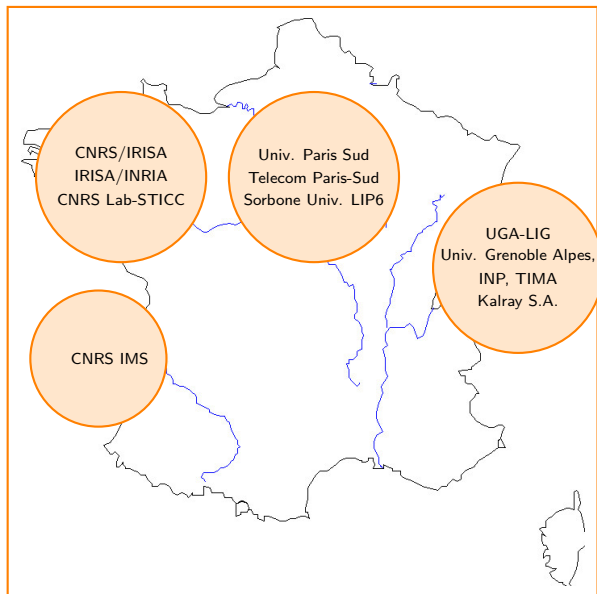 CNRS/IRISA
IRISA/INRIA
CNRS Lab-STICC
Univ. Paris Sud
Telecom Paris-Sud
Sorbone Univ. LIP6
UGA-LIG
Univ. Grenoble Alpes,
INP, TIMA
Kalray S.A.
CNRS IMS